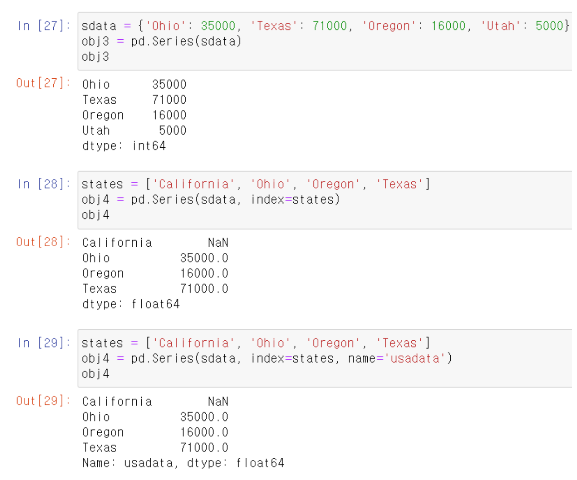 In [27]: sdata = {'Ohio': 35000, 'Texas': 71000, 'Oregon': 16000, 'Utah': 5000}
obj3 = pd.Series(sdata)
obj3
Out[27]: Ohio      35000
Texas     71000
Oregon    16000
Utah       5000
dtype: int64
In [28]: states = ['California', 'Ohio', 'Oregon', 'Texas']
obj4 = pd.Series(sdata, index=states)
obj4
Out[28]: California        NaN
Ohio          35000.0
Oregon        16000.0
Texas         71000.0
dtype: float64
In [29]: states = ['California', 'Ohio', 'Oregon', 'Texas']
obj4 = pd.Series(sdata, index=states, name='usadata')
obj4
Out[29]: California        NaN
Ohio          35000.0
Oregon        16000.0
Texas         71000.0
Name: usadata, dtype: float64